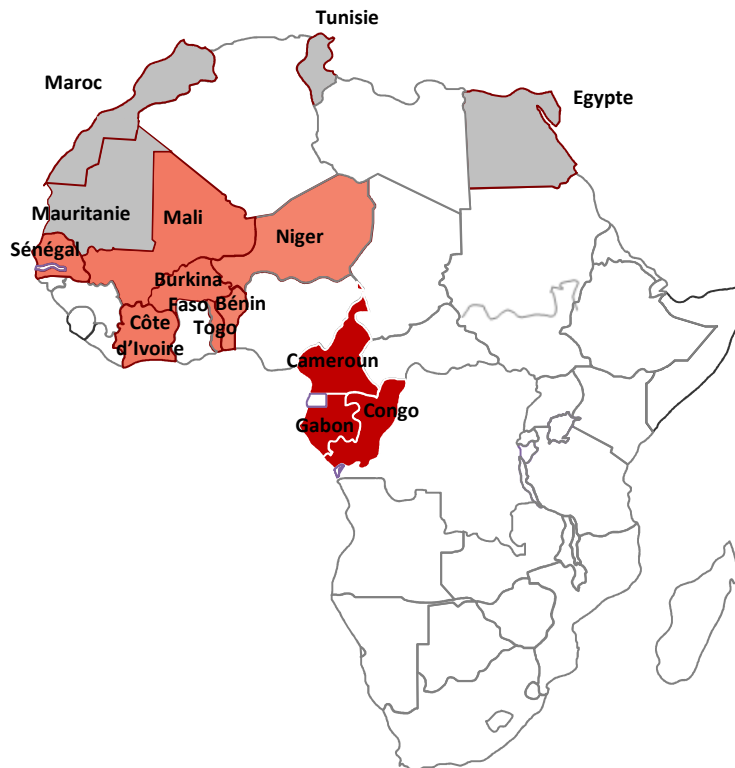 Tunisie
Maroc
Egypte
Mauritanie
Mali
Sénégal
Niger
Burkina
Faso
Bénin
Togo
Côte
d’Ivoire
Cameroun
Congo
Gabon